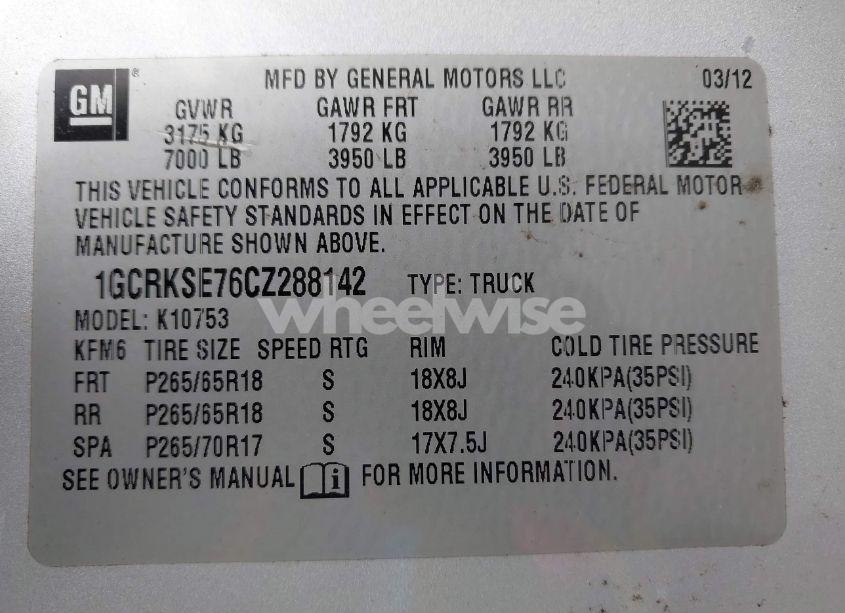 GM ® MFD BY GENERAL MOTORS LLC 03/12
GVWR GAWR FRT GAWR RR
3175 KG 1792 KG 1792 KG
7000 LB 3950 LB 3950 LB
THIS VEHICLE CONFORMS TO ALL APPLICABLE U.S. FEDERAL MOTOR
VEHICLE SAFETY STANDARDS IN EFFECT ON THE DATE OF
MANUFACTURE SHOWN ABOVE.
1GCRKSE76CZ288142 TYPE: TRUCK
wheelwise
MODEL: K10753
KFM6 TIRE SIZE SPEED RTG RIM COLD TIRE PRESSURE
FRT P265/65R18 S 18X8J 240KPA(35PSI)
RR P265/65R18 S 18X8J 240KPA(35PSI)
SPA P265/70R17 S 17X7.5J 240KPA(35PSI)
SEE OWNER'S MANUAL i FOR MORE INFORMATION.